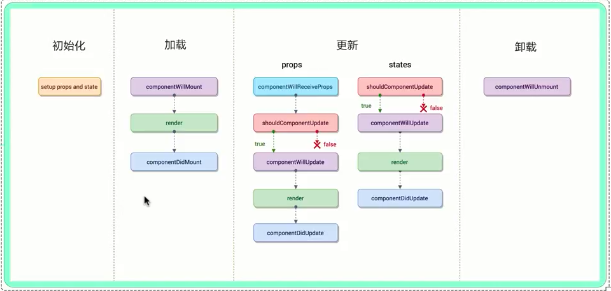 初始化
加载
更新
卸载
props
states
setup props and state
componentWillMount
render
componentDidMount
componentWillReceiveProps
shouldComponentUpdate
true
false
componentWillUpdate
render
componentDidUpdate
shouldComponentUpdate
true
false
componentWillUpdate
render
componentDidUpdate
componentWillUnmount